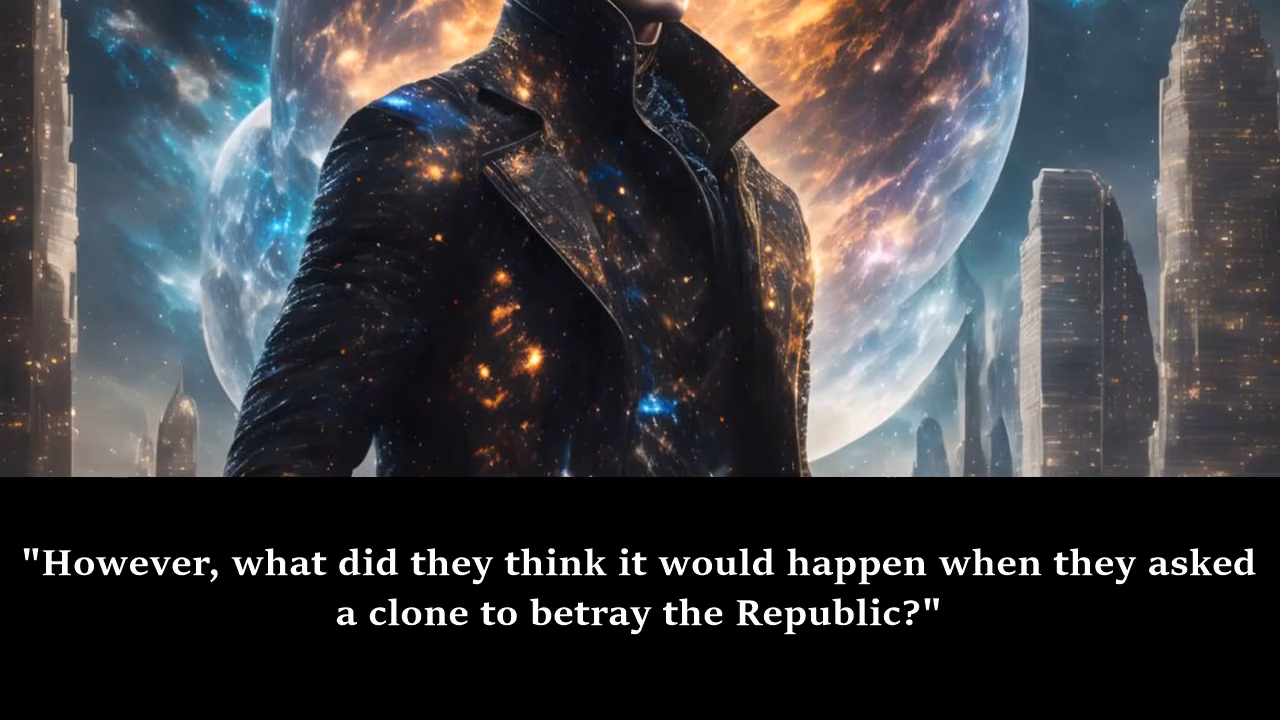 "However, what did they think it would happen when they asked
a clone to betray the Republic?"